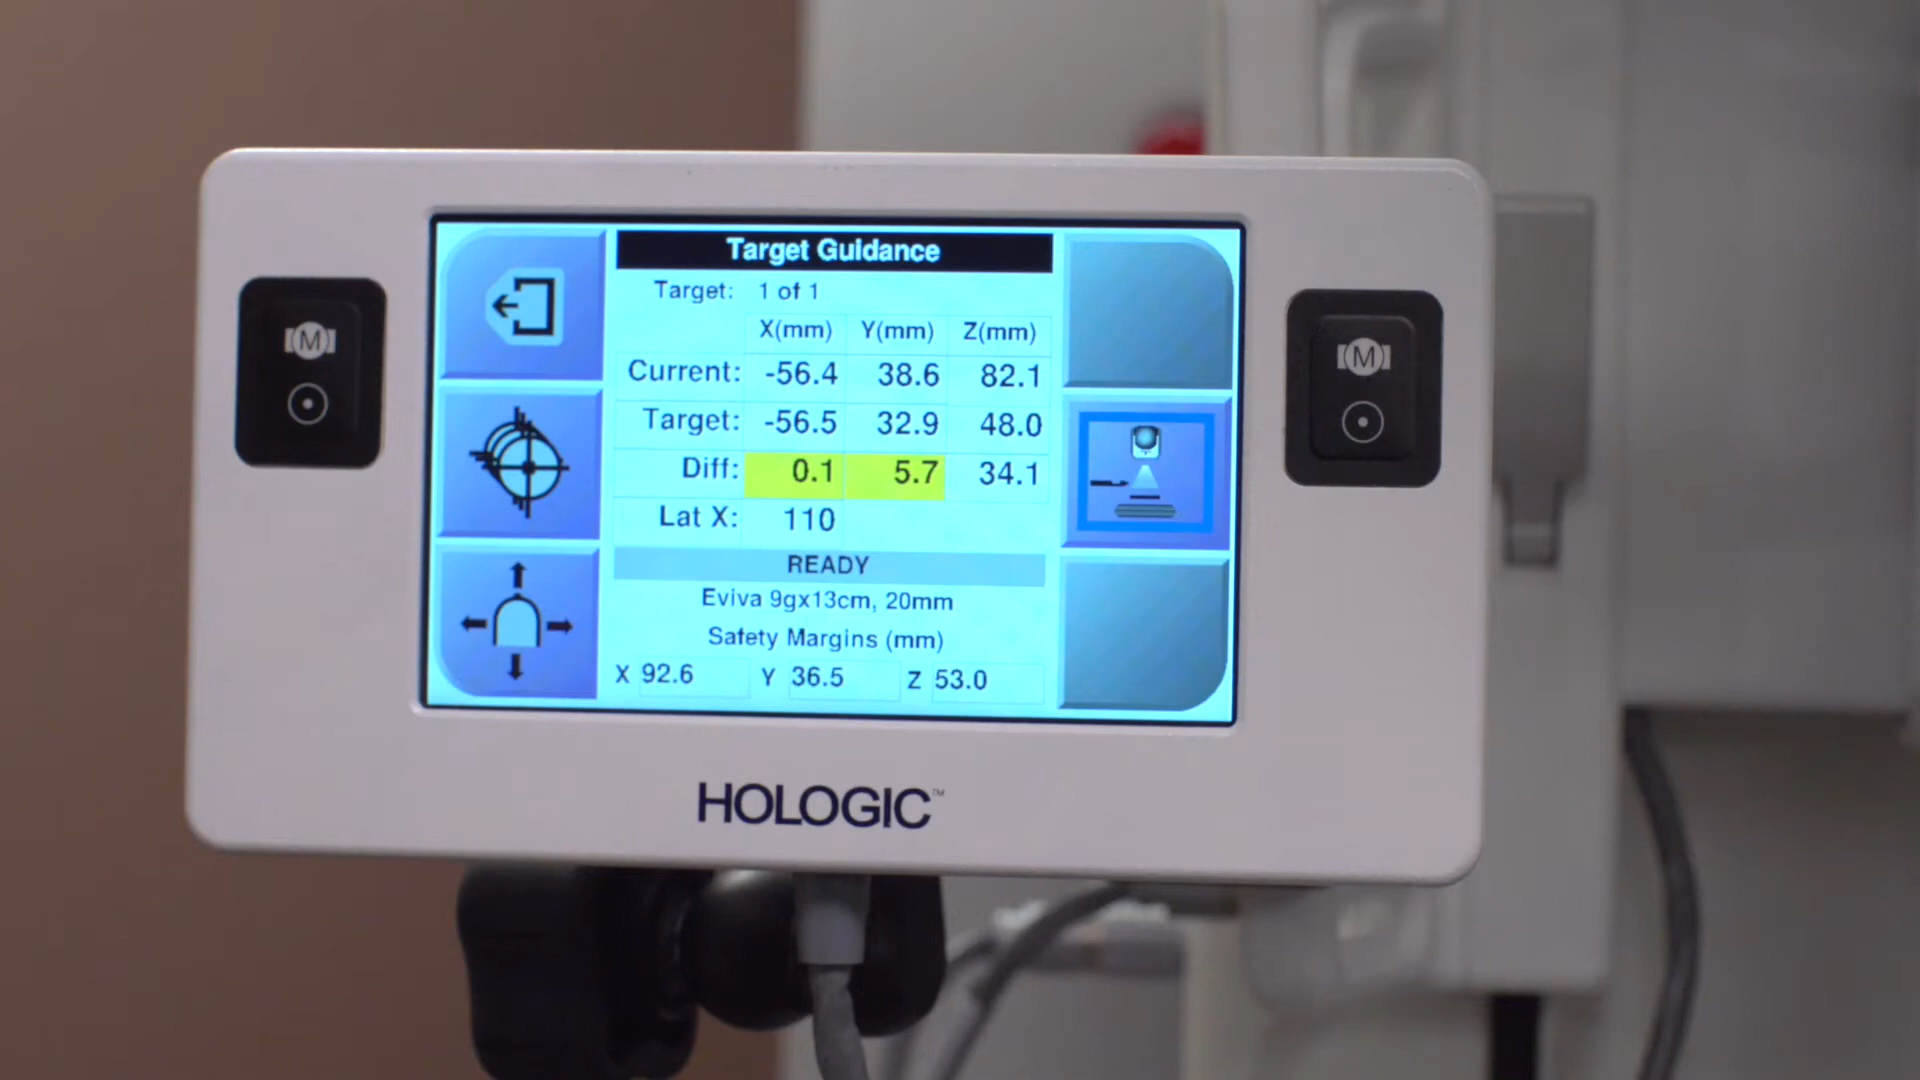 Target Guidance
Target: 1 of 1
X(mm) Y(mm) Z(mm)
Current: -56.4 38.6 82.1
Target: -56.5 32.9 48.0
Diff: 0.1 5.7 34.1
Lat X: 110
READY
Eviva 9gx13cm, 20mm
Safety Margins (mm)
X 92.6 Y 36.5 Z 53.0
M
M
HOLOGIC™